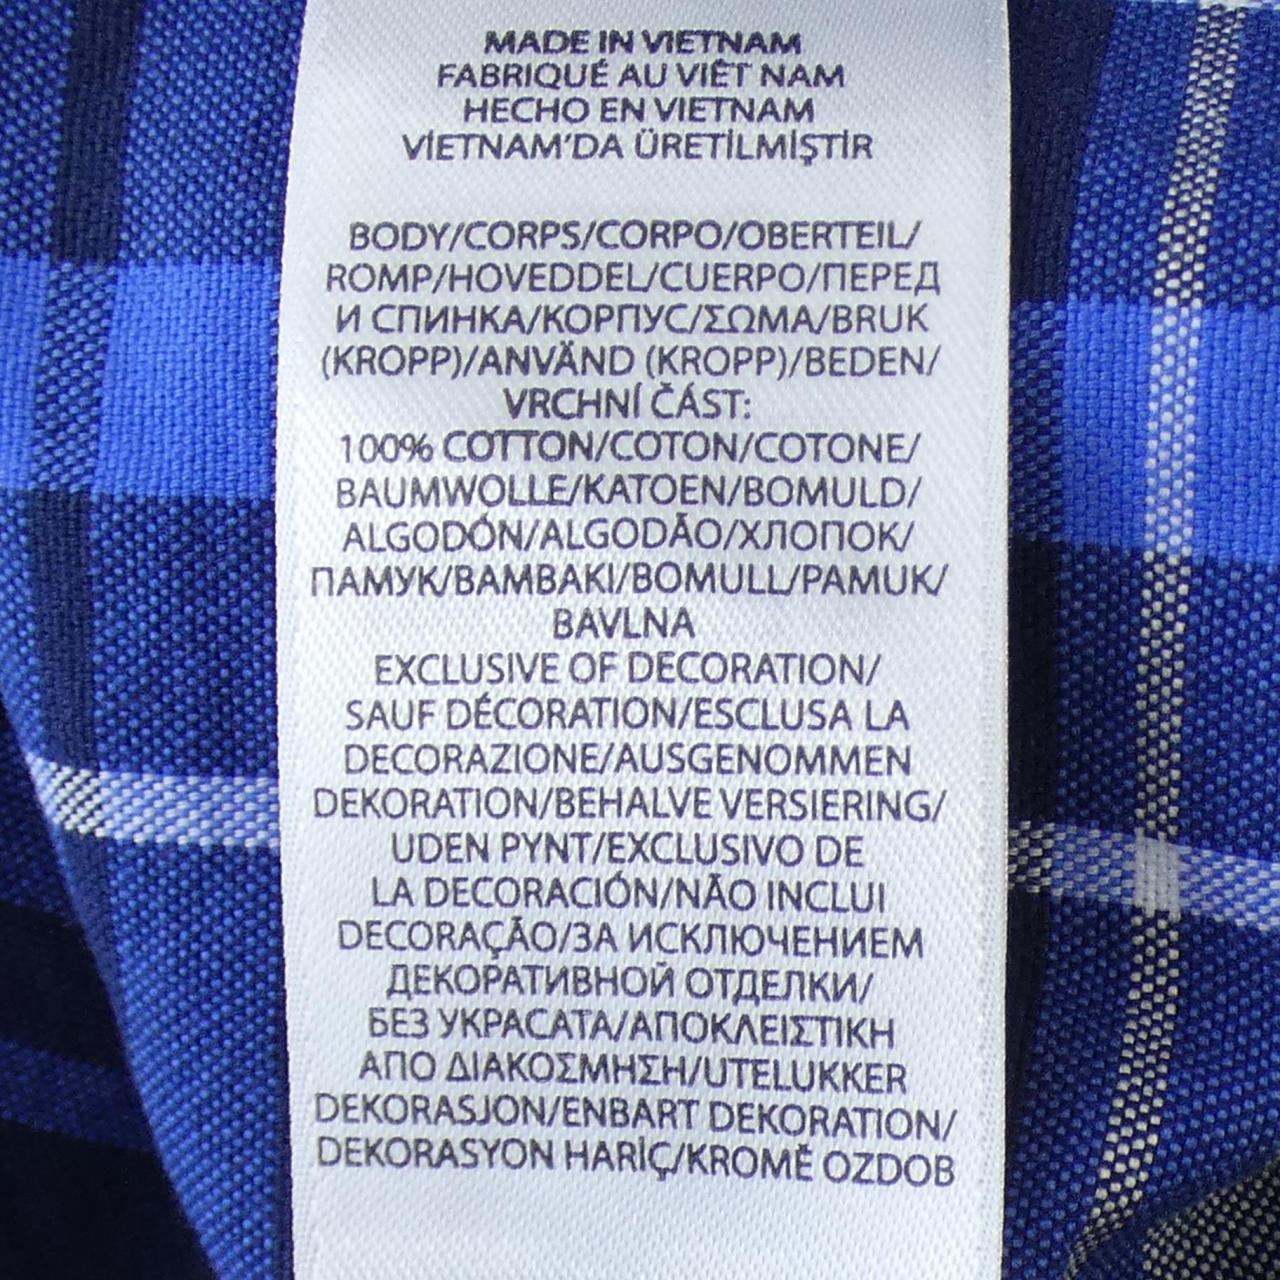 MADE IN VIETNAM
FABRIQUÉ AU VIÊT NAM
HECHO EN VIETNAM
VİETNAM'DA ÜRETİLMİŞTİR
BODY/CORPS/CORPO/OBERTEIL/
ROMP/HOVEDDEL/CUERPO/ПЕРЕД
И СПИНКА/КОРПУС/ΣΩΜΑ/BRUK
(KROPP)/ANVÄND (KROPP)/BEDEN/
VRCHNÍ ČÁST:
100% COTTON/COTON/COTONE/
BAUMWOLLE/KATOEN/BOMULD/
ALGODÓN/ALGODÃO/ХЛОПОК/
ПАМУК/BAMBAKI/BOMULL/PAMUK/
BAVLNA
EXCLUSIVE OF DECORATION/
SAUF DÉCORATION/ESCLUSA LA
DECORAZIONE/AUSGENOMMEN
DEKORATION/BEHALVE VERSIERING/
UDEN PYNT/EXCLUSIVO DE
LA DECORACIÓN/NÃO INCLUI
DECORAÇÃO/ЗА ИСКЛЮЧЕНИЕМ
ДЕКОРАТИВНОЙ ОТДЕЛКИ/
БЕЗ УКРАСАТА/ΑΠΟΚΛΕΙΣΤΙΚΗ
ΑΠΟ ΔΙΑΚΟΣΜΗΣΗ/UTELUKKER
DEKORASJON/ENBART DEKORATION/
DEKORASYON HARİÇ/KROMĚ OZDOB